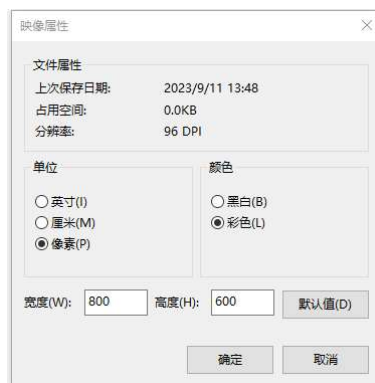 映像属性
文件属性
上次保存日期: 2023/9/11 13:48
占用空间: 0.0KB
分辨率: 96 DPI
单位
英寸(I)
厘米(M)
像素(P)
颜色
黑白(B)
彩色(L)
宽度(W): 800 高度(H): 600 默认值(D)
确定 取消